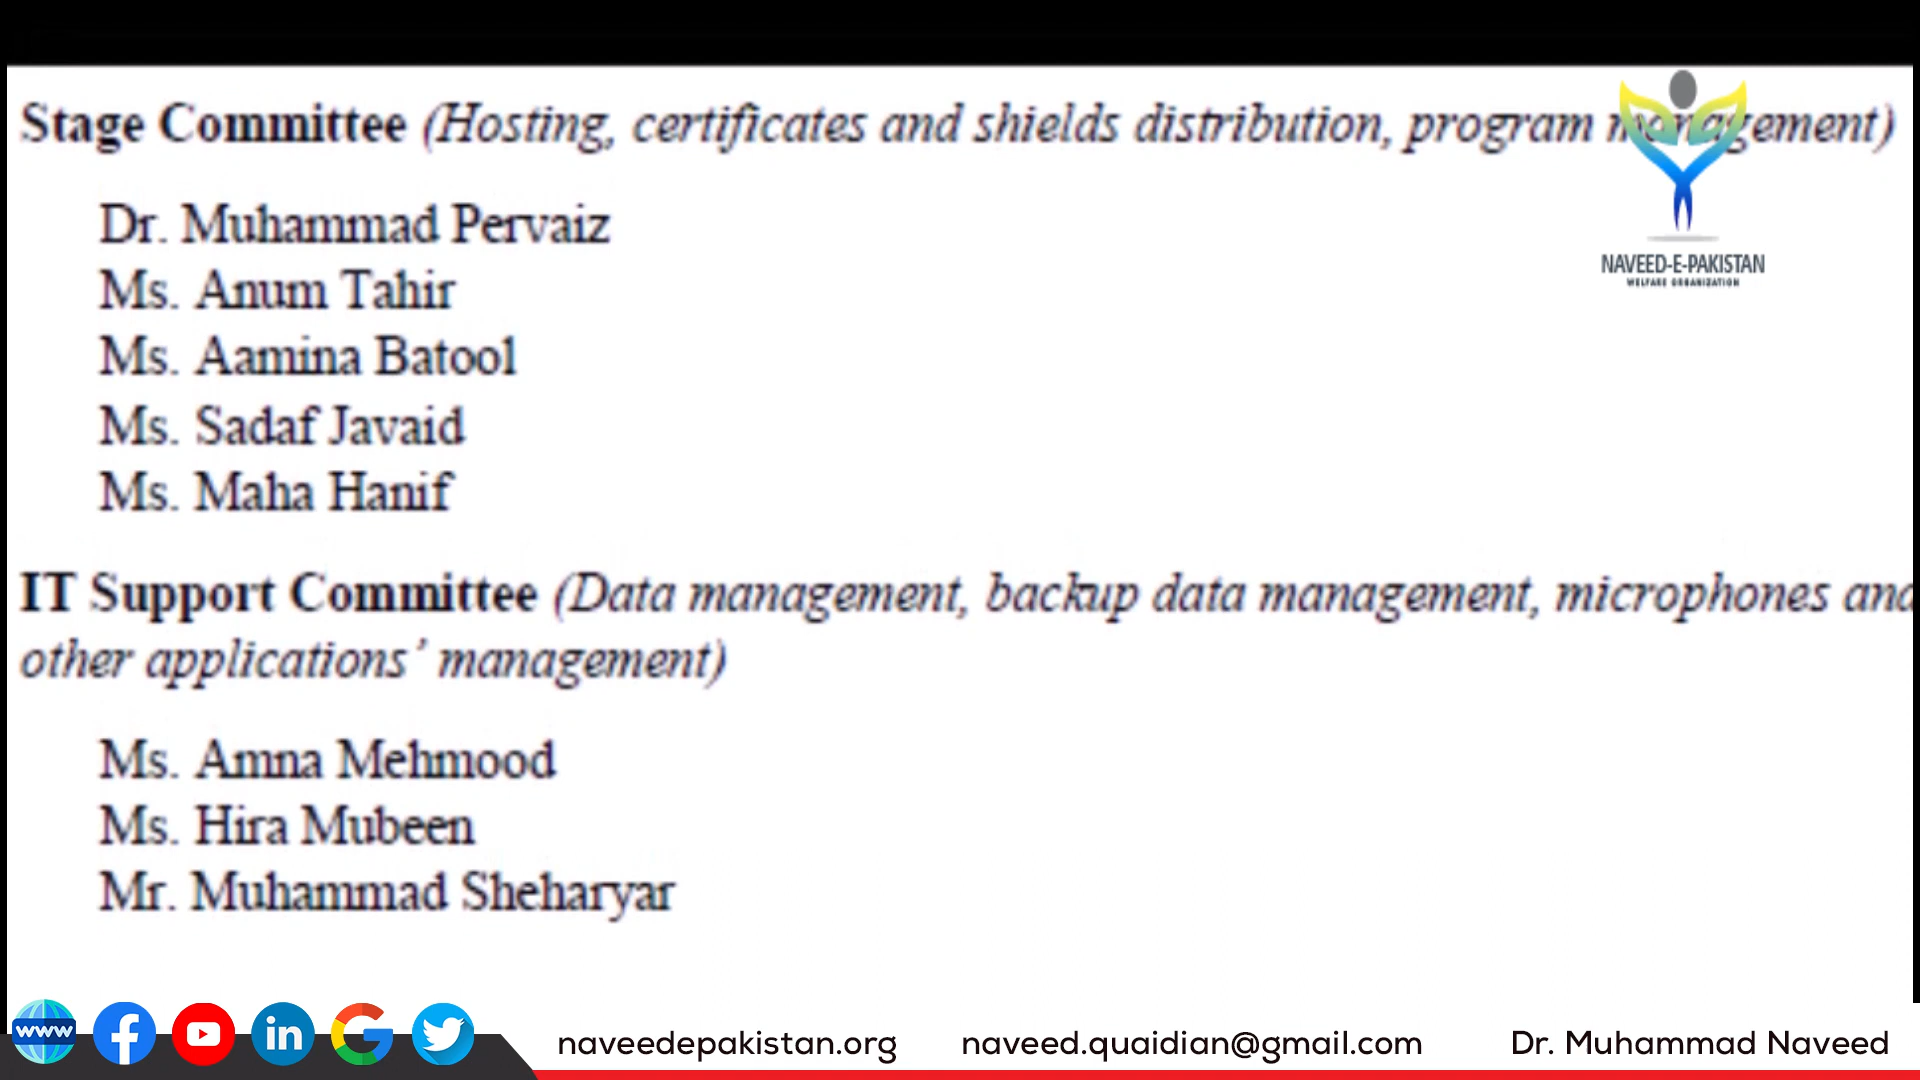 Stage Committee (Hosting, certificates and shields distribution, program management)
Dr. Muhammad Pervaiz
Ms. Anum Tahir
Ms. Aamina Batool
Ms. Sadaf Javaid
Ms. Maha Hanif
NAVEED-E-PAKISTAN
WELFARE ORGANIZATION
IT Support Committee (Data management, backup data management, microphones and
other applications’ management)
Ms. Amna Mehmood
Ms. Hira Mubeen
Mr. Muhammad Sheharyar
www
naveedepakistan.org naveed.quaidian@gmail.com Dr. Muhammad Naveed